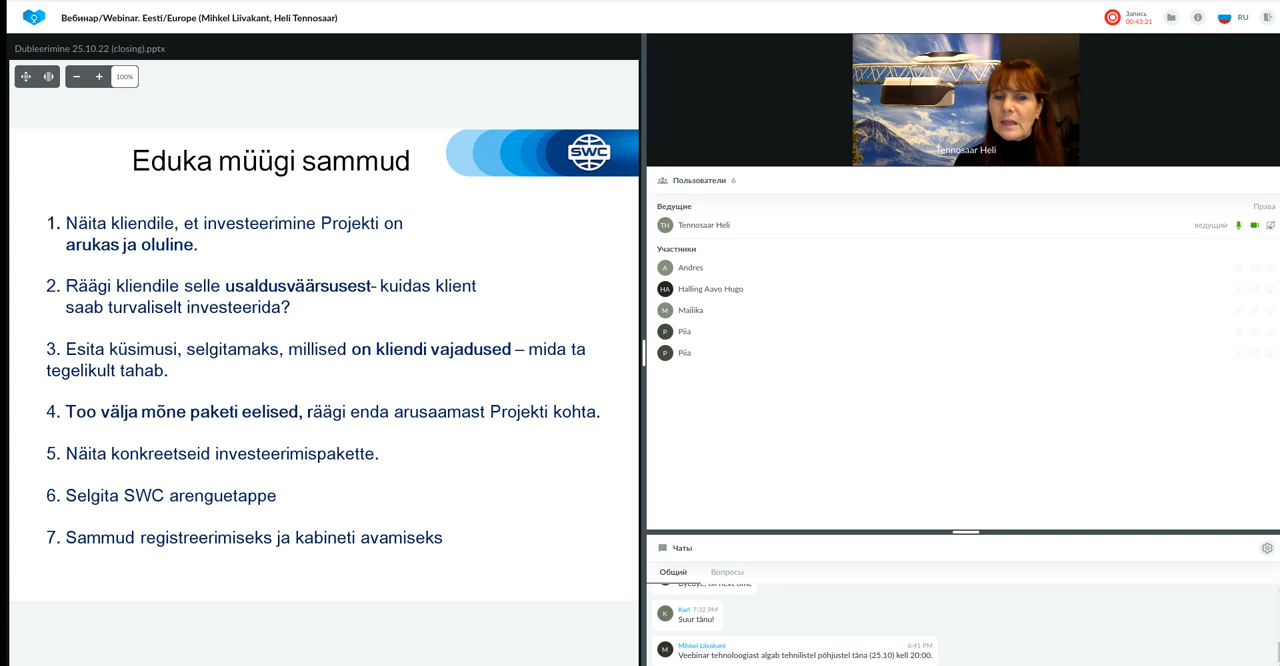 Вебинар/Webinar. Eesti/Europe (Mihkel Liivakant, Heli Tennosaar)
Запись
00:43:21
RU
Dubleerimine 25.10.22 (closing).pptx
100%
Eduka müügi sammud
SWC
1. Näita kliendile, et investeerimine Projekti on
arukas ja oluline.
2. Räägi kliendile selle usaldusväärsusest- kuidas klient
saab turvaliselt investeerida?
3. Esita küsimusi, selgitamaks, millised on kliendi vajadused – mida ta
tegelikult tahab.
4. Too välja mõne paketi eelised, räägi enda arusaamast Projekti kohta.
5. Näita konkreetseid investeerimispakette.
6. Selgita SWC arenguetappe
7. Sammud registreerimiseks ja kabineti avamiseks
Tennosaar Heli
Пользователи 6
Ведущие Права
TH Tennosaar Heli ведущий
Участники
A Andres
HA Halling Aavo Hugo
M Mailika
P Piia
P Piia
Чаты
Общий Вопросы
Byebye, till next time
K Karl 7:32 PM
Suur tänu!
M Mihkel Liivakant 6:41 PM
Veebinar tehnoloogiast algab tehnilistel põhjustel täna (25.10) kell 20:00.